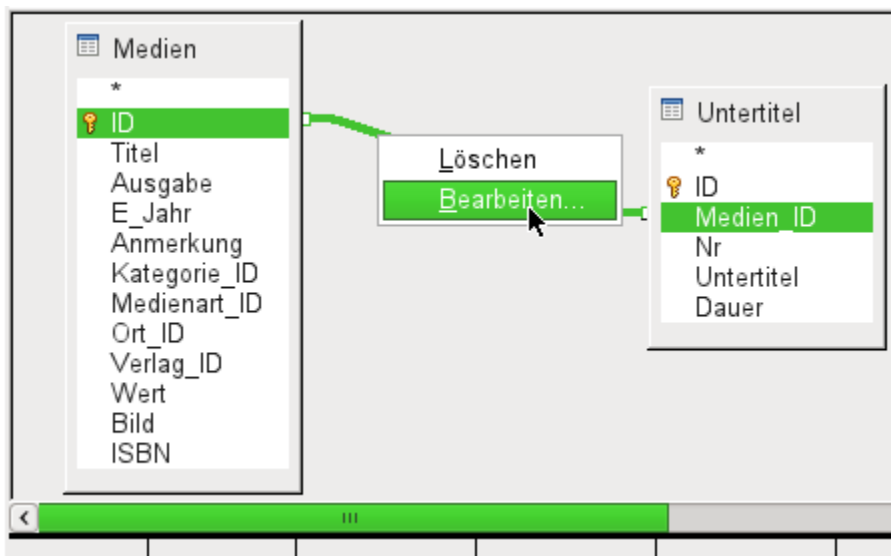 Medien
*
ID
Titel
Ausgabe
E_Jahr
Anmerkung
Kategorie_ID
Medienart_ID
Ort_ID
Verlag_ID
Wert
Bild
ISBN
Löschen
Bearbeiten...
Untertitel
*
ID
Medien_ID
Nr
Untertitel
Dauer